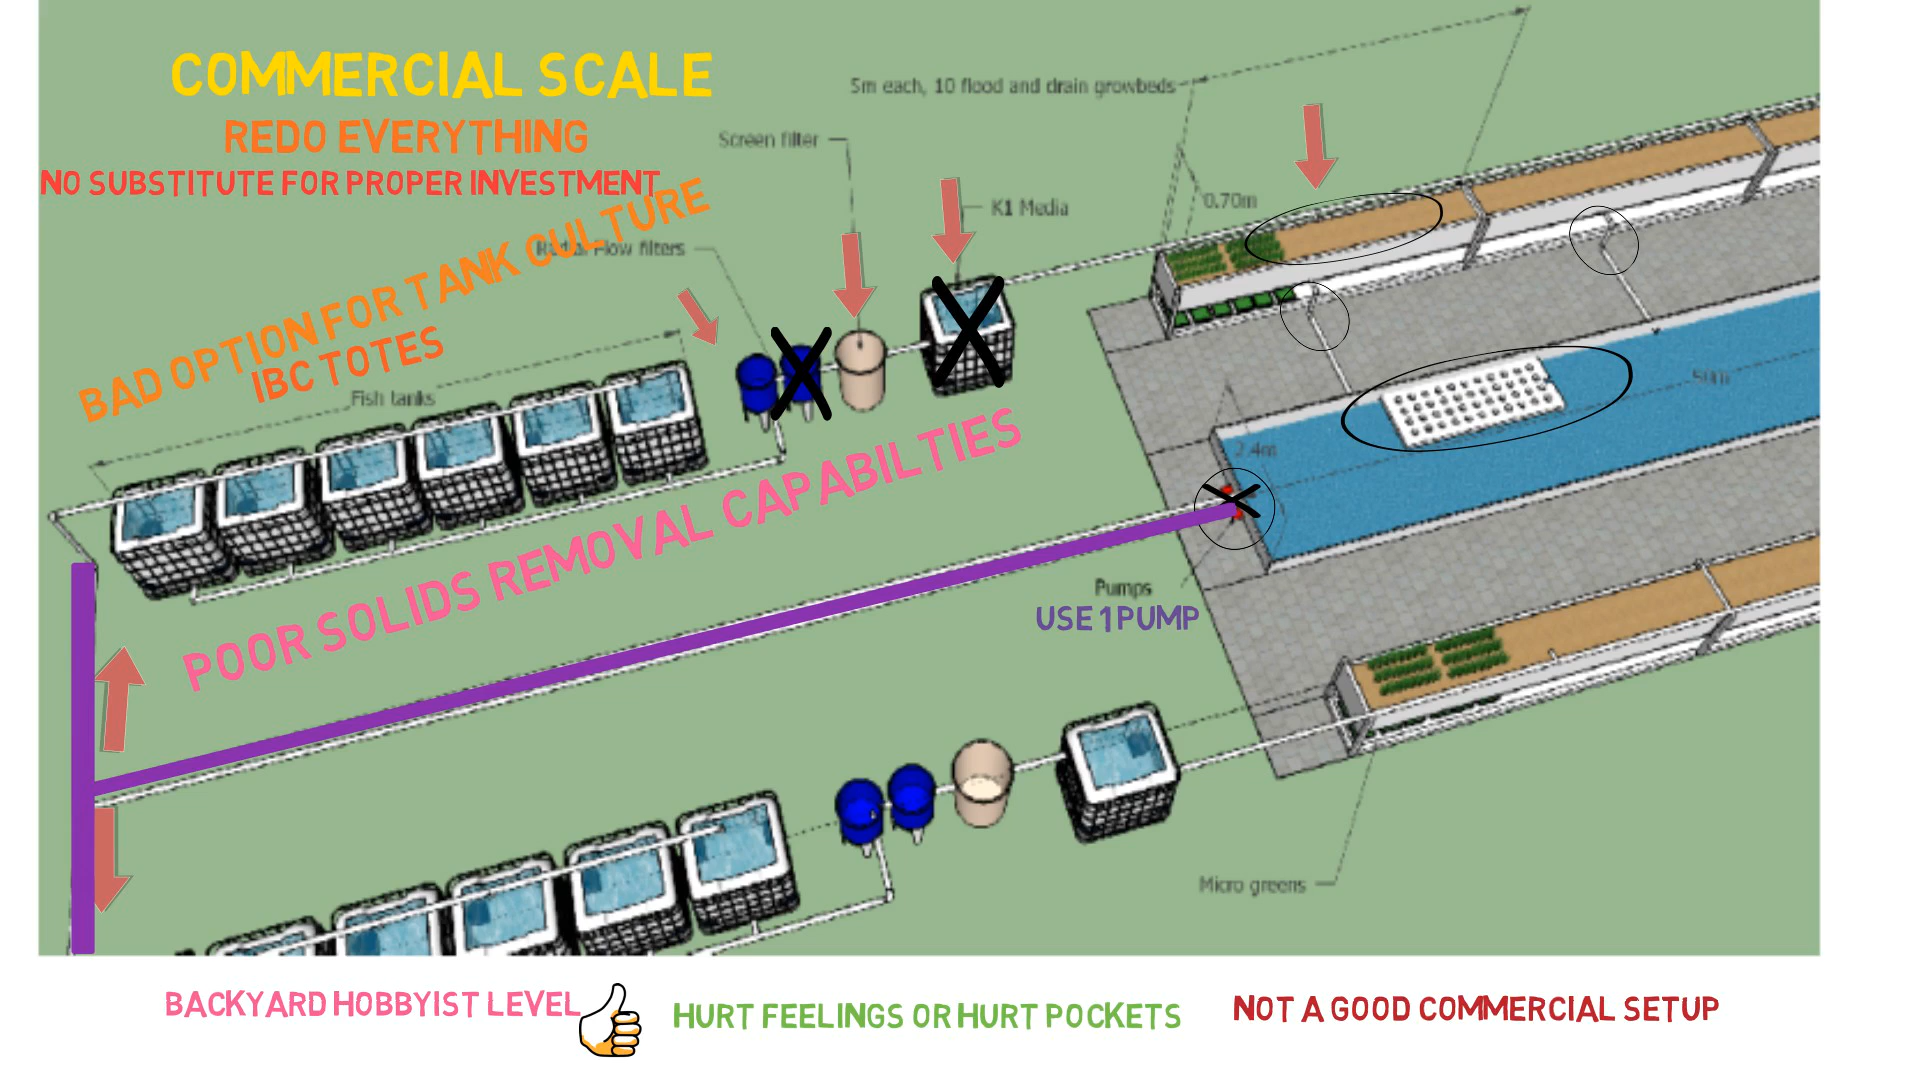 COMMERCIAL SCALE
REDO EVERYTHING
NO SUBSTITUTE FOR PROPER INVESTMENT
5m each, 10 flood and drain growbeds
Screen filter
K1 Media
0.70m
Radial Flow filters
BAD OPTION FOR TANK CULTURE
IBC TOTES
Fish tanks
50m
2.4m
POOR SOLIDS REMOVAL CAPABILTIES
Pumps
USE 1 PUMP
Micro greens
BACKYARD HOBBYIST LEVEL
HURT FEELINGS OR HURT POCKETS
NOT A GOOD COMMERCIAL SETUP